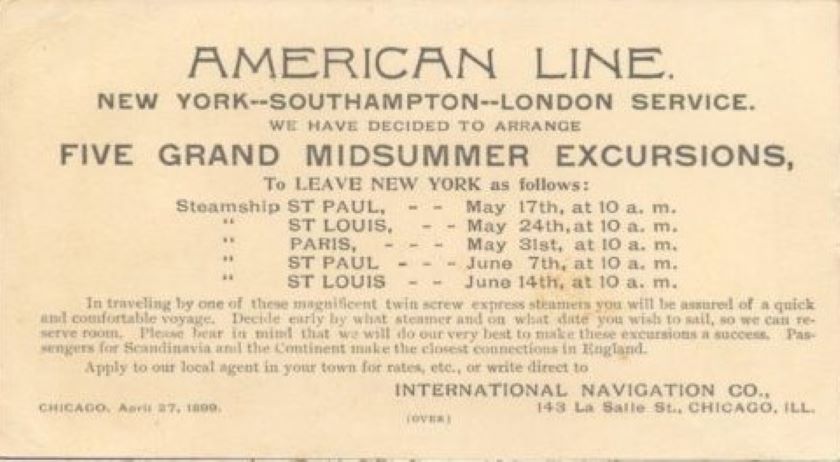 AMERICAN LINE.
NEW YORK--SOUTHAMPTON--LONDON SERVICE.
WE HAVE DECIDED TO ARRANGE
FIVE GRAND MIDSUMMER EXCURSIONS,
To LEAVE NEW YORK as follows:
Steamship ST PAUL, - - May 17th, at 10 a. m.
" ST LOUIS, - - May 24th, at 10 a. m.
" PARIS, - - - May 31st, at 10 a. m.
" ST PAUL - - - June 7th, at 10 a. m.
" ST LOUIS - - June 14th, at 10 a. m.
In traveling by one of these magnificent twin screw express steamers you will be assured of a quick
and comfortable voyage. Decide early by what steamer and on what date you wish to sail, so we can re-
serve room. Please bear in mind that we will do our very best to make these excursions a success. Pas-
sengers for Scandinavia and the Continent make the closest connections in England.
Apply to our local agent in your town for rates, etc., or write direct to
INTERNATIONAL NAVIGATION CO.,
CHICAGO, April 27, 1899. 143 La Salle St., CHICAGO, ILL.
(OVER)